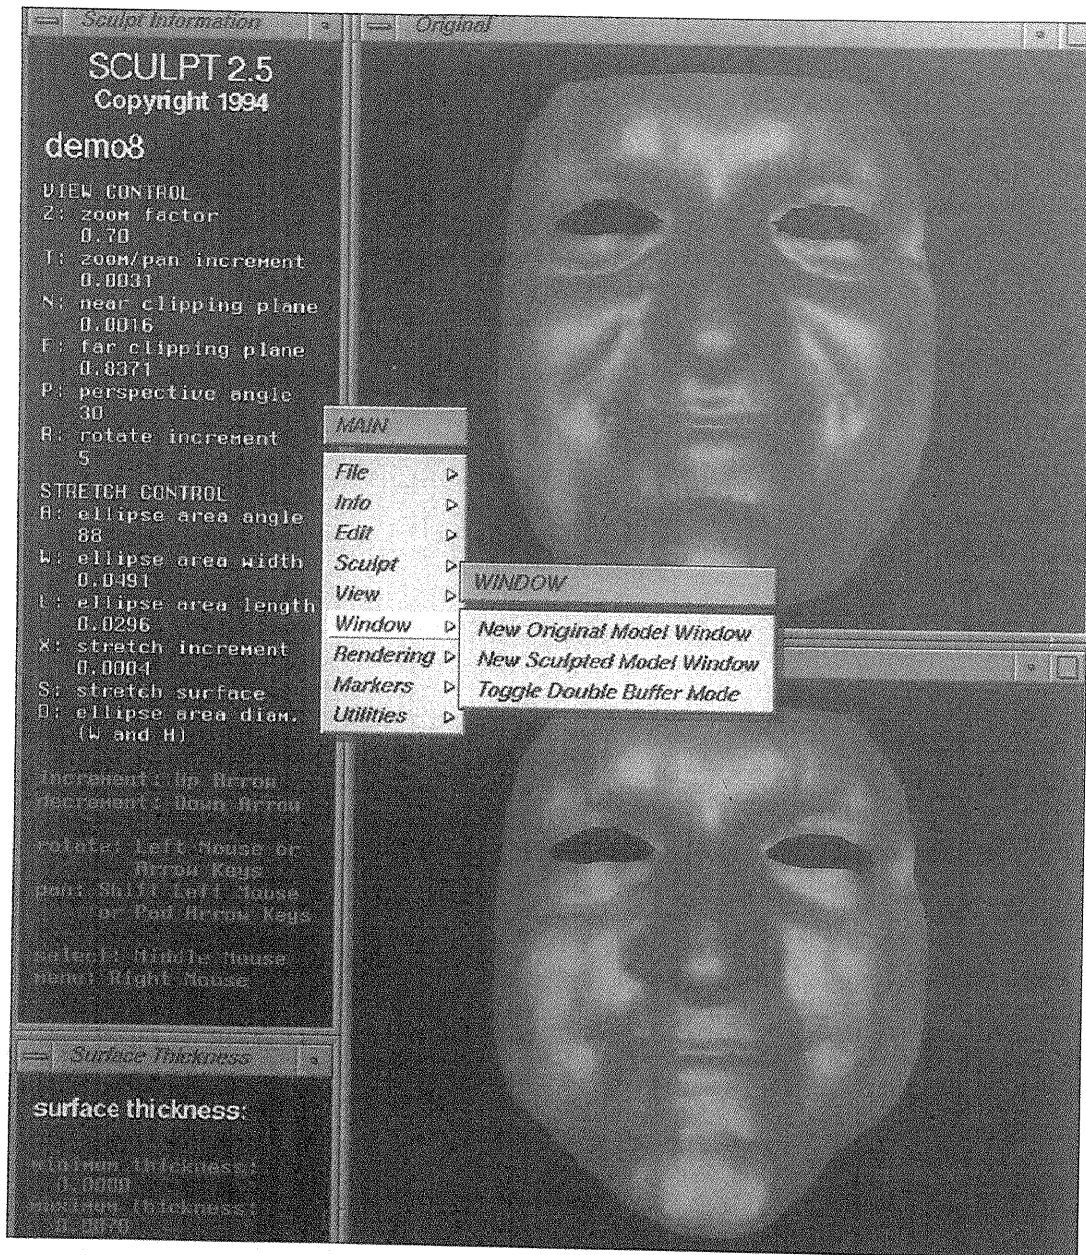 Sculpt Information
SCULPT 2.5
Copyright 1994
demo8
VIEW CONTROL
Z: zoom factor
0.70
T: zoom/pan increment
0.0031
N: near clipping plane
0.0016
F: far clipping plane
0.8371
P: perspective angle
30
R: rotate increment
5
STRETCH CONTROL
A: ellipse area angle
88
W: ellipse area width
0.0491
L: ellipse area length
0.0296
X: stretch increment
0.0004
S: stretch surface
D: ellipse area diam.
(W and H)
increment: Up Arrow
decrement: Down Arrow
rotate: Left Mouse or
Arrow Keys
pan: Shift Left Mouse
or Pad Arrow Keys
select: Middle Mouse
menu: Right Mouse
Surface Thickness
surface thickness:
minimum thickness:
0.0000
maximum thickness:
0.0070
Original
MAIN
File
Info
Edit
Sculpt
View
Window
Rendering
Markers
Utilities
WINDOW
New Original Model Window
New Sculpted Model Window
Toggle Double Buffer Mode